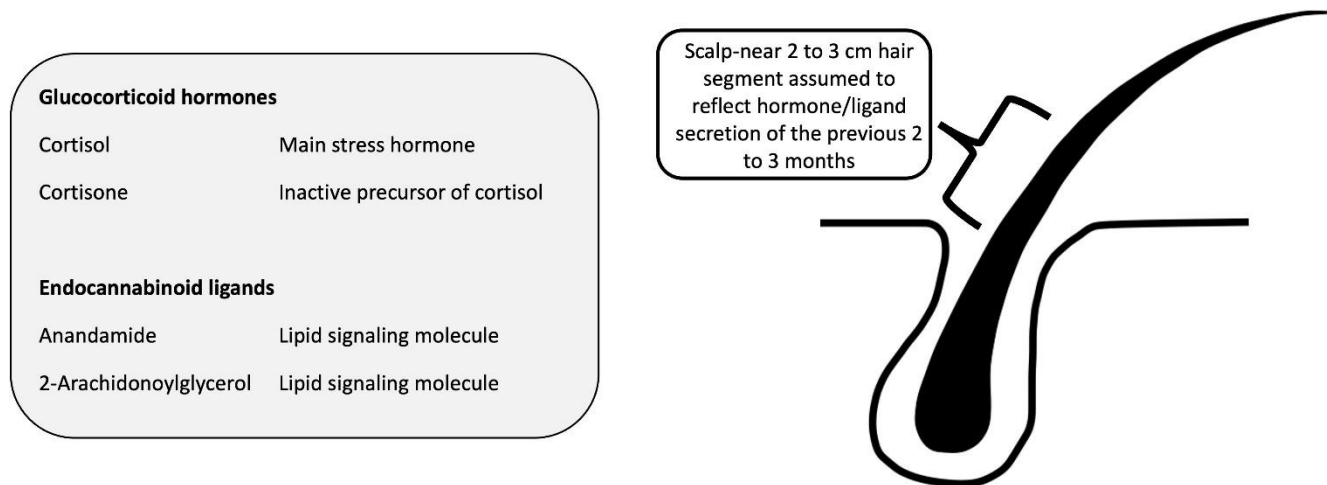 Glucocorticoid hormones
Cortisol Main stress hormone
Cortisone Inactive precursor of cortisol
Endocannabinoid ligands
Anandamide Lipid signaling molecule
2-Arachidonoylglycerol Lipid signaling molecule
Scalp-near 2 to 3 cm hair
segment assumed to
reflect hormone/ligand
secretion of the previous 2
to 3 months